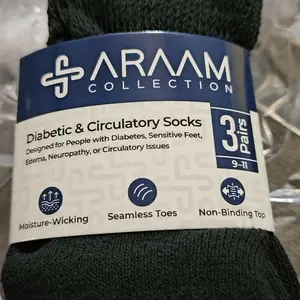 ARAAM
COLLECTION
Diabetic & Circulatory Socks
Designed for People with Diabetes, Sensitive Feet,
Edema, Neuropathy, or Circulatory Issues
3 Pairs
9-11
Moisture-Wicking
Seamless Toes
Non-Binding Top